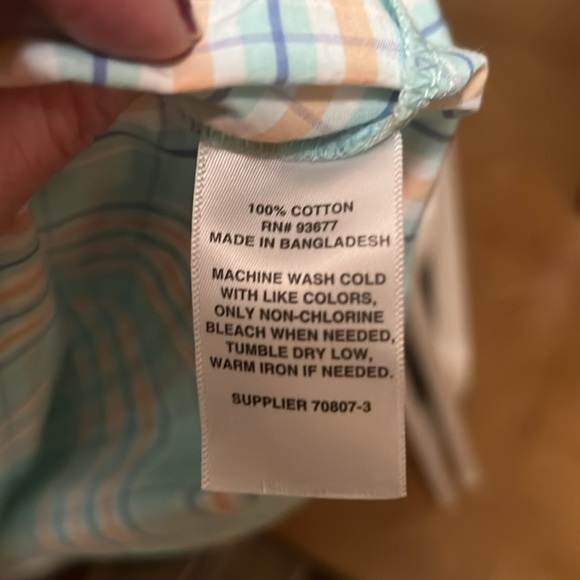 100% COTTON
RN# 93677
MADE IN BANGLADESH
MACHINE WASH COLD
WITH LIKE COLORS,
ONLY NON-CHLORINE
BLEACH WHEN NEEDED,
TUMBLE DRY LOW,
WARM IRON IF NEEDED.
SUPPLIER 70807-3